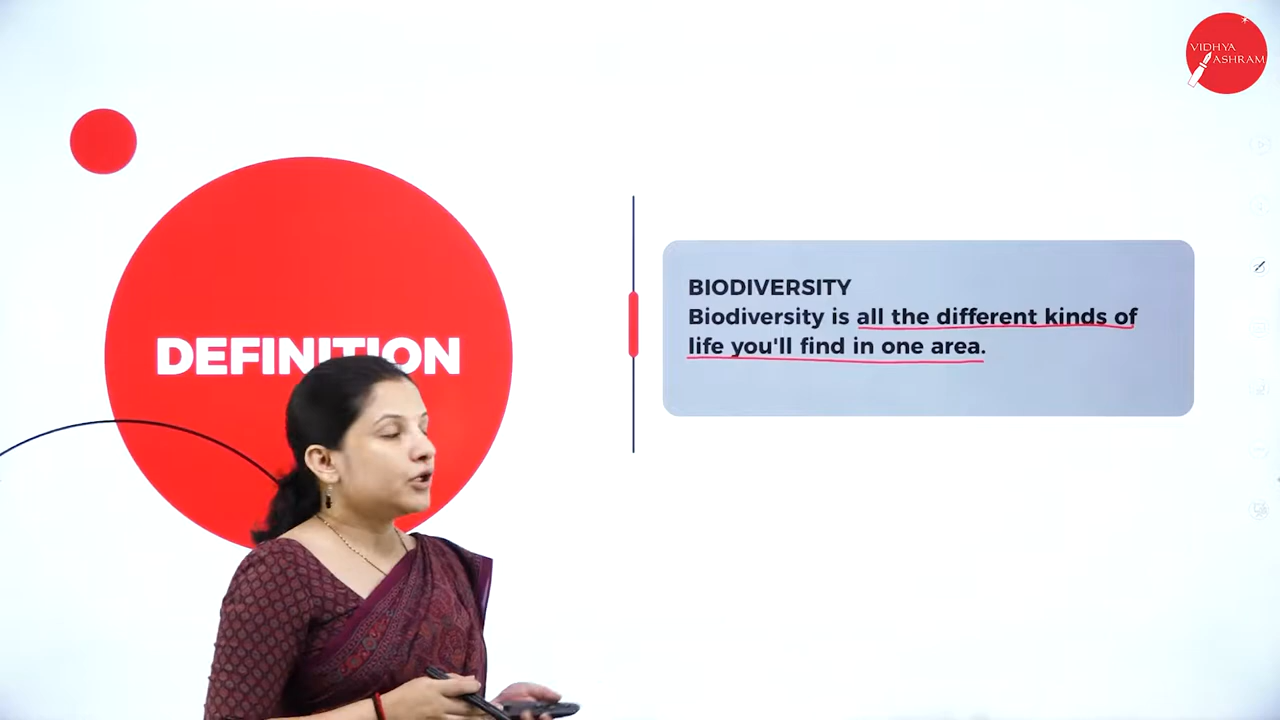 VIDHYA
ASHRAM
DEFINITION
BIODIVERSITY
Biodiversity is all the different kinds of
life you'll find in one area.